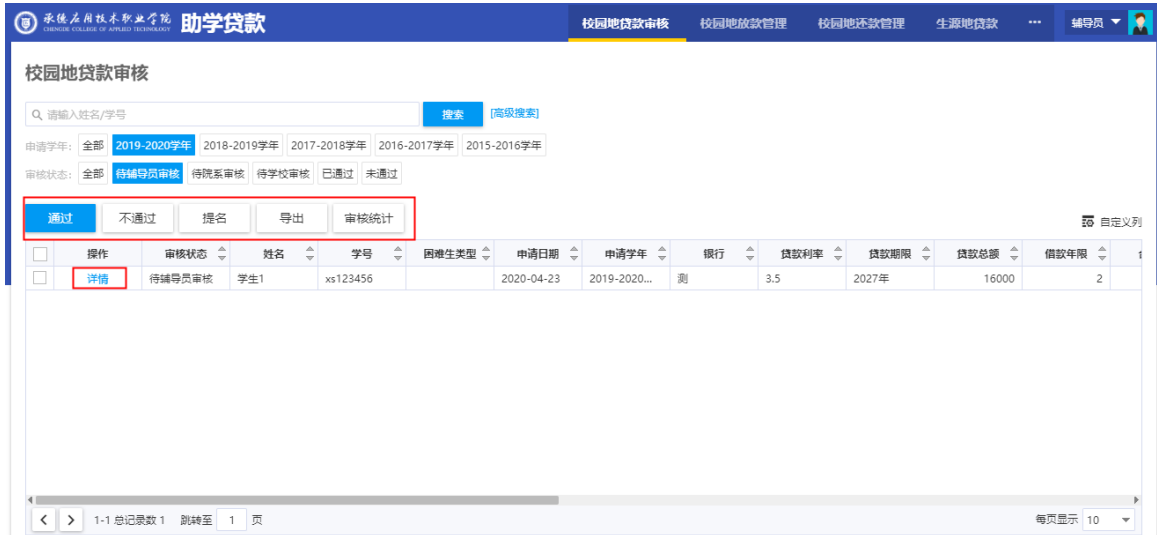 承德应用技术职业学院 助学贷款 校园地贷款审核 校园地放款管理 校园地还款管理 生源地贷款 ··· 辅导员
CHENGDE COLLEGE OF APPLIED TECHNOLOGY
校园地贷款审核
请输入姓名/学号 搜索 [高级搜索]
申请学年: 全部 2019-2020学年 2018-2019学年 2017-2018学年 2016-2017学年 2015-2016学年
审核状态: 全部 待辅导员审核 待院系审核 待学校审核 已通过 未通过
通过 不通过 提名 导出 审核统计 自定义列
操作 审核状态 姓名 学号 困难生类型 申请日期 申请学年 银行 贷款利率 贷款期限 贷款总额 借款年限
详情 待辅导员审核 学生1 xs123456 2020-04-23 2019-2020... 测 3.5 2027年 16000 2
1-1 总记录数 1 跳转至 1 页 每页显示 10